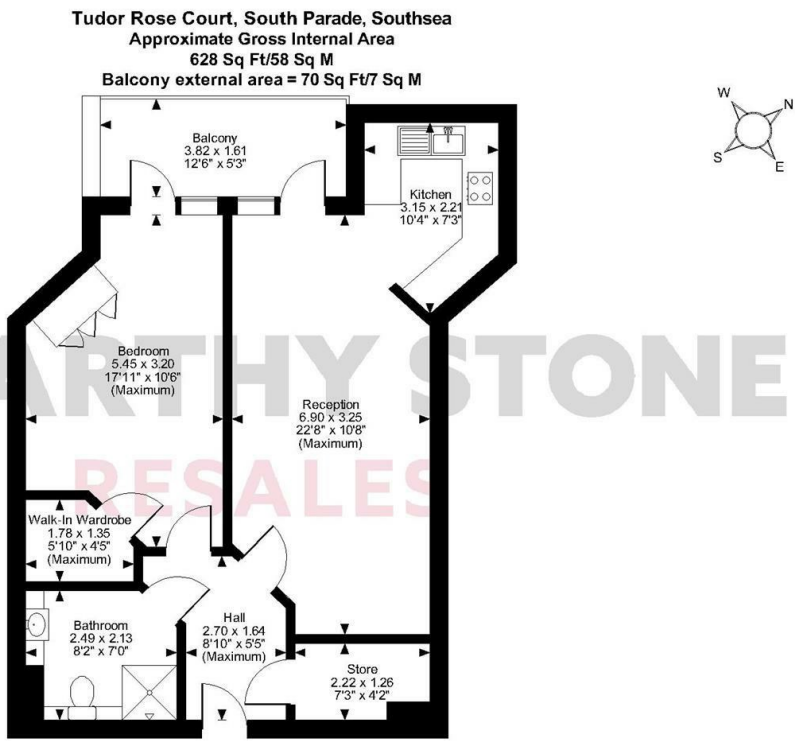 Tudor Rose Court, South Parade, Southsea
Approximate Gross Internal Area
628 Sq Ft/58 Sq M
Balcony external area = 70 Sq Ft/7 Sq M
W
N
S
E
Balcony
3.82 x 1.61
12'6" x 5'3"
Kitchen
3.15 x 2.21
10'4" x 7'3"
ARTHY STONE
Bedroom
5.45 x 3.20
17'11" x 10'6"
(Maximum)
Reception
6.90 x 3.25
22'8" x 10'8"
(Maximum)
RESALES
Walk-In Wardrobe
1.78 x 1.35
5'10" x 4'5"
(Maximum)
Bathroom
2.49 x 2.13
8'2" x 7'0"
Hall
2.70 x 1.64
8'10" x 5'5"
(Maximum)
Store
2.22 x 1.26
7'3" x 4'2"